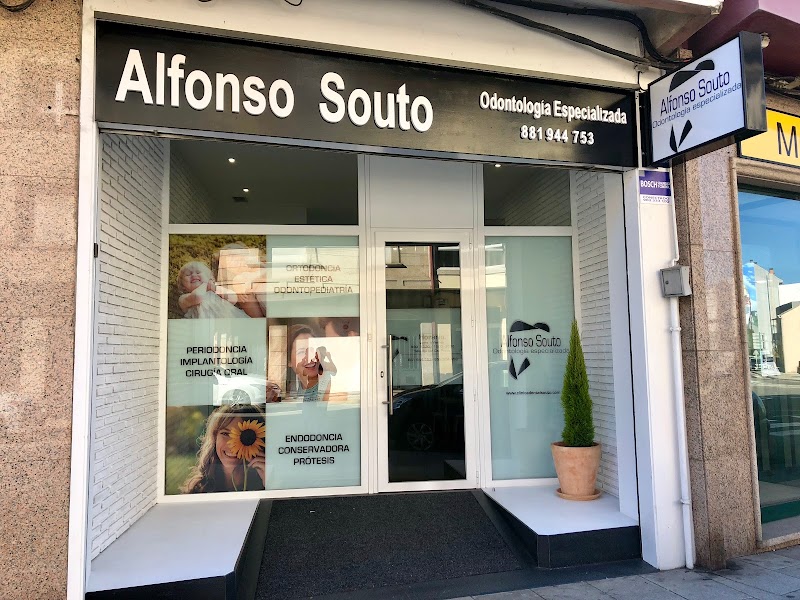 Alfonso Souto
Odontología Especializada
881 944 753
Alfonso Souto
Odontología especializada
BOSCH
M
ORTODONCIA
ESTÉTICA
ODONTOPEDIATRÍA
PERIODONCIA
IMPLANTOLOGÍA
CIRUGÍA ORAL
ENDODONCIA
CONSERVADORA
PRÓTESIS
Alfonso Souto
Odontología especializada